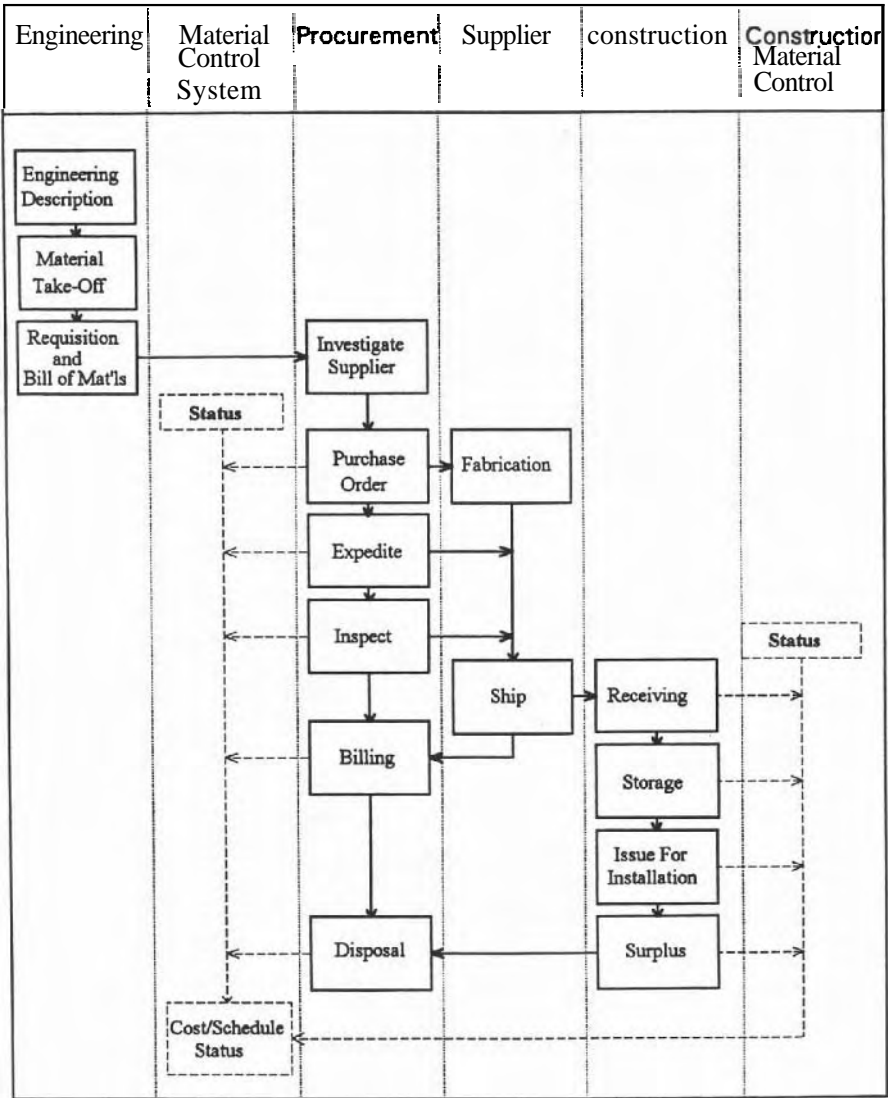 Engineering
Material
Control
System
Procurement
Supplier
construction
Construction
Material
Control
Engineering
Description
Material
Take-Off
Requisition
and
Bill of Mat'ls
Investigate
Supplier
Status
Purchase
Order
Fabrication
Expedite
Inspect
Status
Ship
Receiving
Billing
Storage
Issue For
Installation
Disposal
Surplus
Cost/Schedule
Status